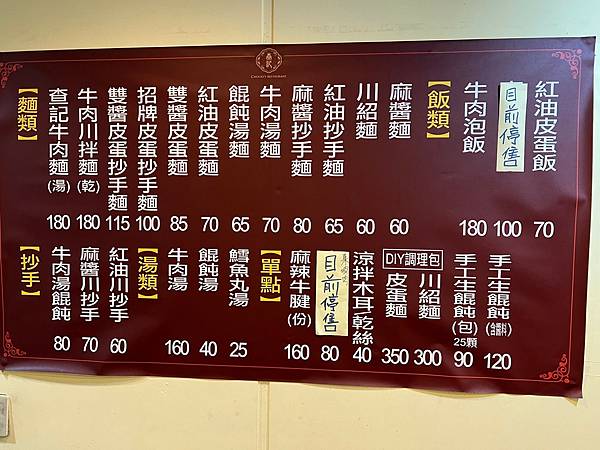 【麵類】
查記牛肉麵(湯) 180
牛肉川拌麵(乾) 180
雙醬皮蛋抄手麵 115
招牌皮蛋抄手麵 100
雙醬皮蛋麵 85
紅油皮蛋麵 70
餛飩湯麵 65
牛肉湯麵 70
麻醬抄手麵 80
紅油抄手麵 65
川紹麵 60
麻醬麵 60
【飯類】
牛肉泡飯 180
目前停售 100
紅油皮蛋飯 70
【抄手】
牛肉湯餛飩 80
麻醬川抄手 70
紅油川抄手 60
【湯類】
牛肉湯 160
餛飩湯 40
鱈魚丸湯 25
【單點】
麻辣牛腱(份) 160
目前停售 80
涼拌木耳乾絲 40
DIY調理包
皮蛋麵 350
川紹麵 300
手工生餛飩(包) 25顆 90
手工生餛飩(含醬料) 120